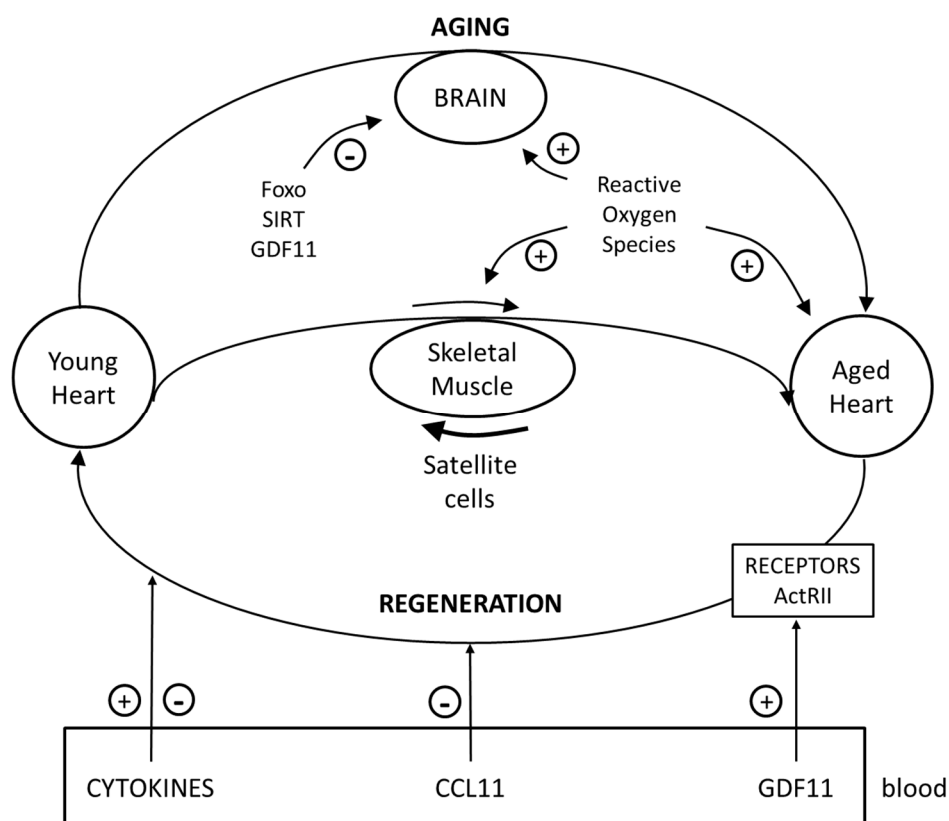 AGING
BRAIN
+
-
Foxo
SIRT
GDF11
Reactive
Oxygen
Species
+
+
Young
Heart
Skeletal
Muscle
Aged
Heart
Satellite
cells
RECEPTORS
ActRII
REGENERATION
+ -
-
+
CYTOKINES
CCL11
GDF11
blood